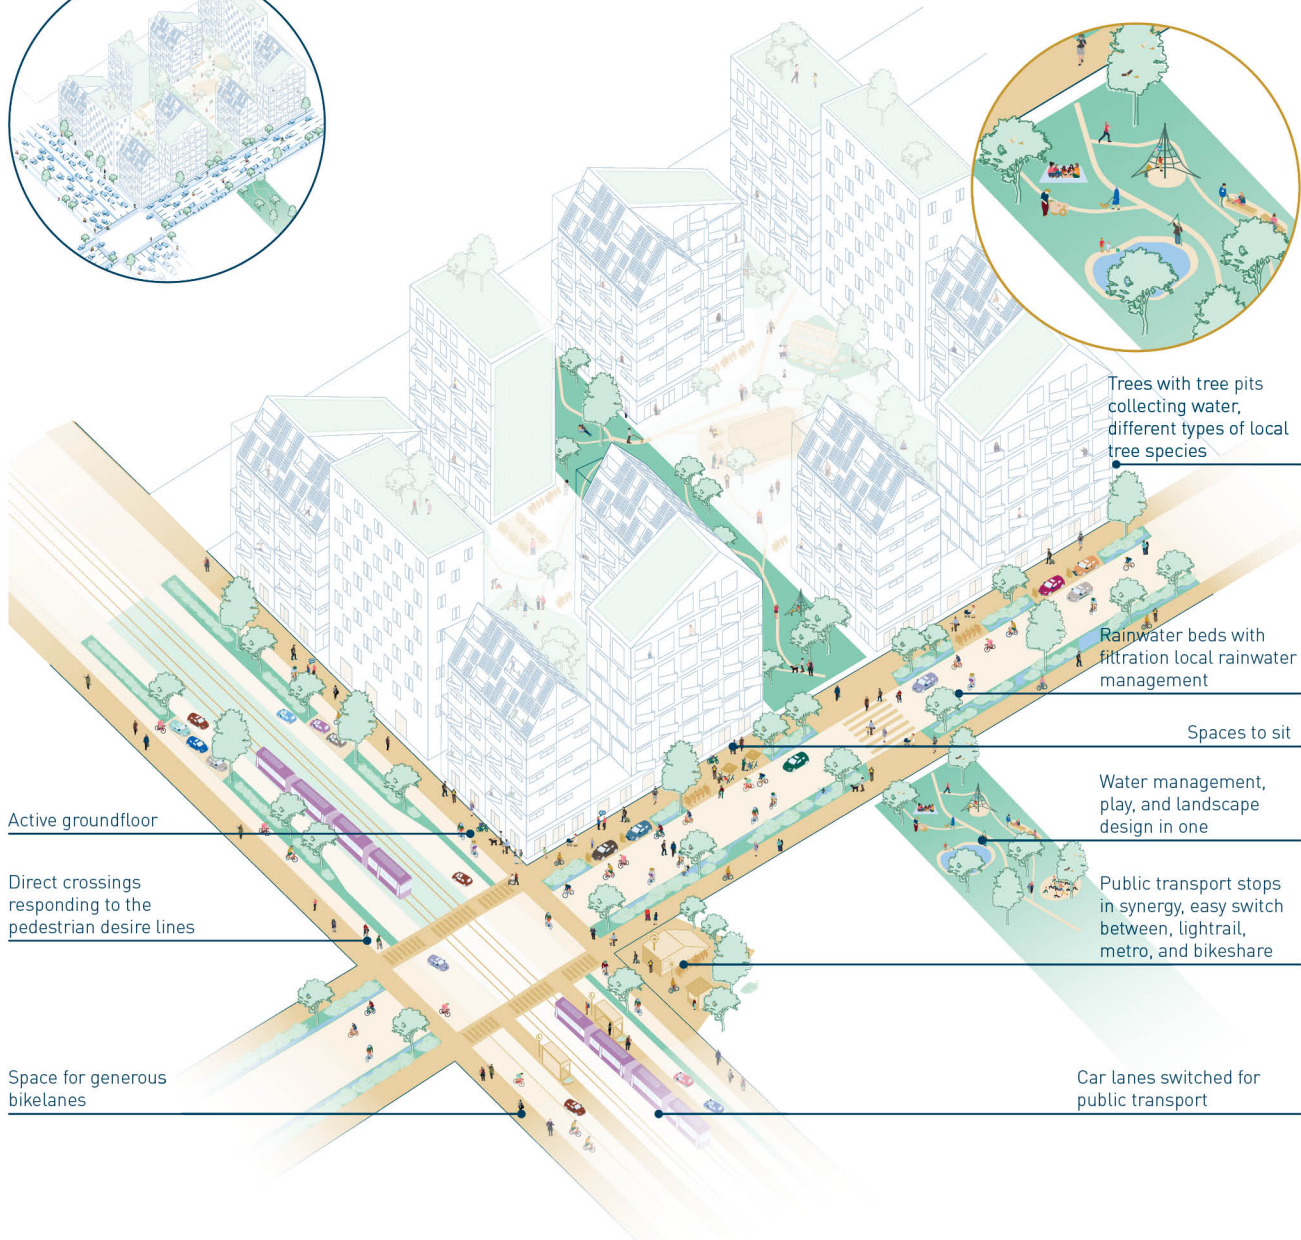 Trees with tree pits
collecting water,
different types of local
tree species
Rainwater beds with
filtration local rainwater
management
Spaces to sit
Water management,
play, and landscape
design in one
Active groundfloor
Direct crossings
responding to the
pedestrian desire lines
Public transport stops
in synergy, easy switch
between, lightrail,
metro, and bikeshare
Space for generous
bikelanes
Car lanes switched for
public transport